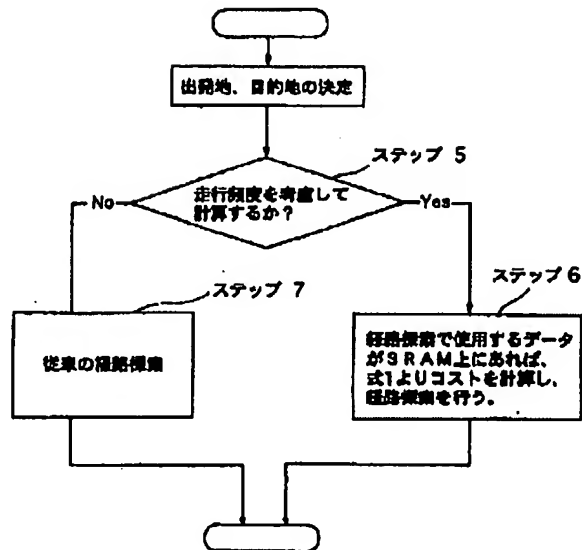 出発地、目的地の決定
ステップ 5
走行頻度を考慮して
計算するか?
No
Yes
ステップ 7
ステップ 6
従来の経路探索
経路探索で使用するデータ
がSRAM上にあれば、
式1よりコストを計算し、
経路探索を行う。